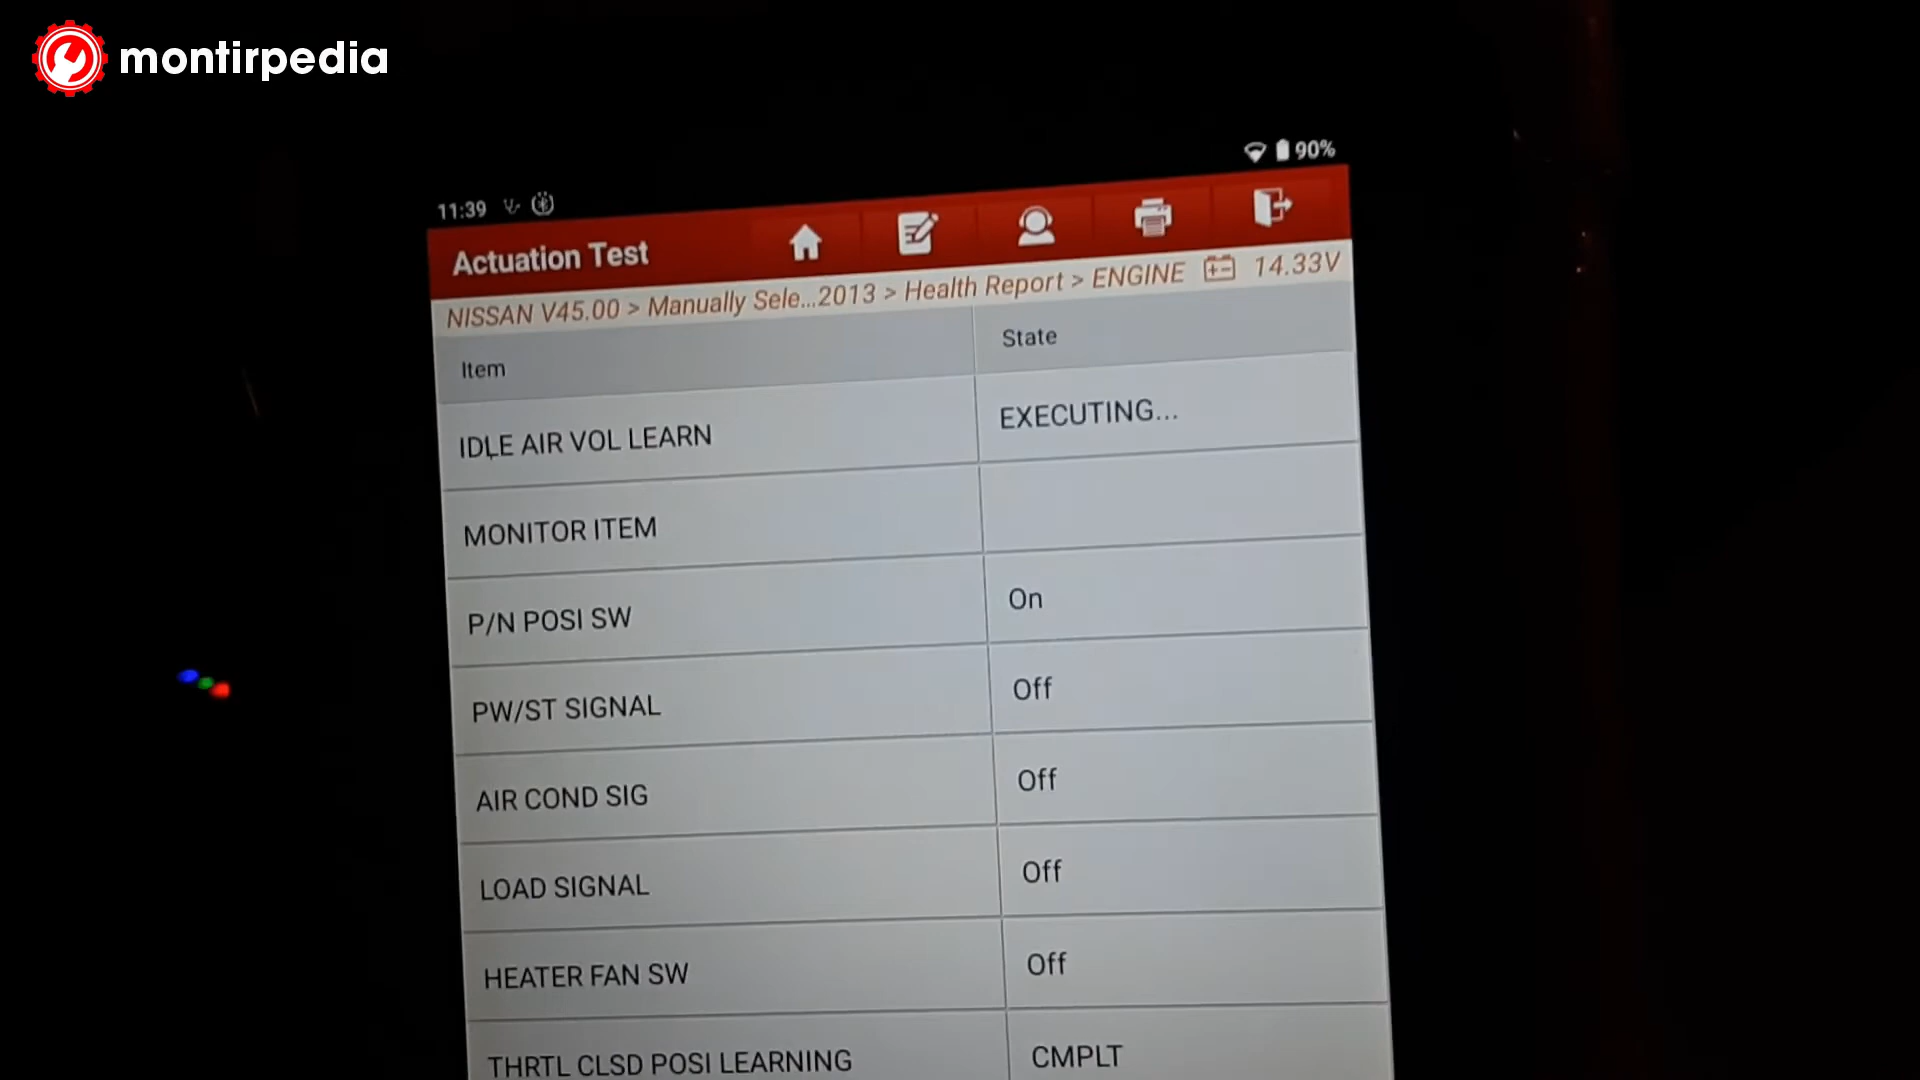 montirpedia
11:39 90%
Actuation Test
NISSAN V45.00 > Manually Sele...2013 > Health Report > ENGINE 14.33V
Item State
IDLE AIR VOL LEARN EXECUTING...
MONITOR ITEM
P/N POSI SW On
PW/ST SIGNAL Off
AIR COND SIG Off
LOAD SIGNAL Off
HEATER FAN SW Off
THRTL CLSD POSI LEARNING CMPLT